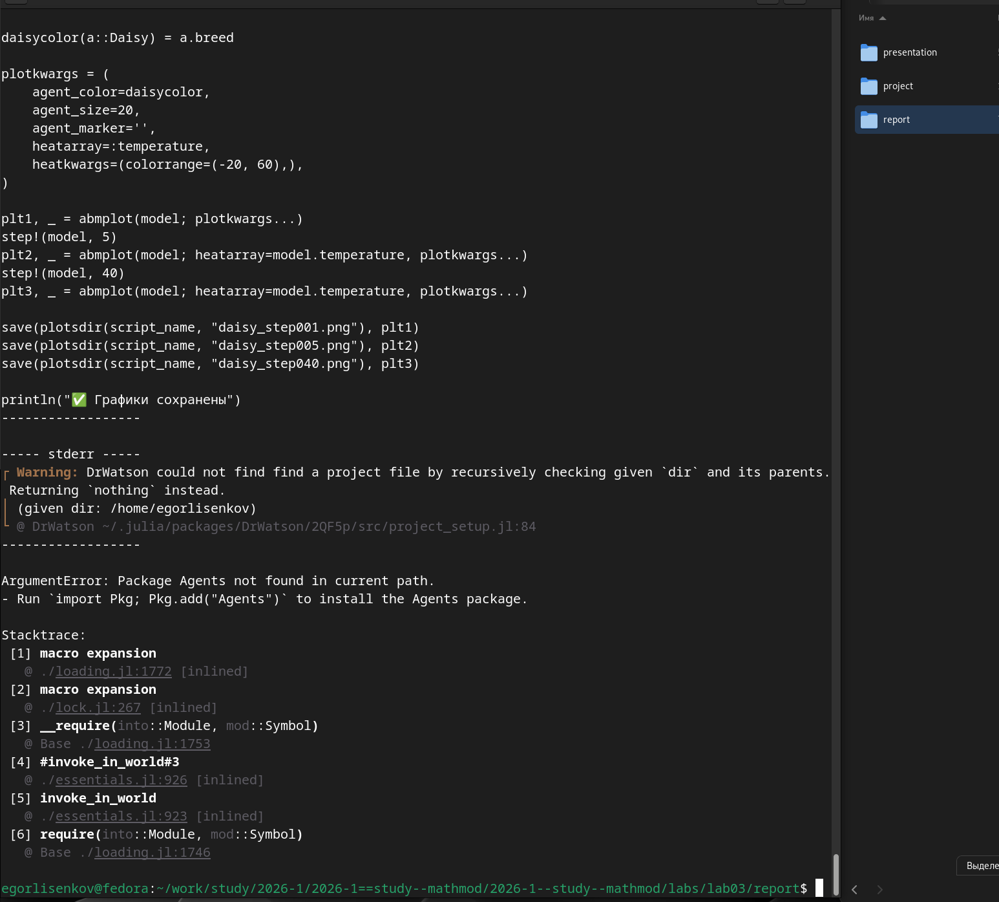 daisycolor(a::Daisy) = a.breed
plotkwargs = (
    agent_color=daisycolor,
    agent_size=20,
    agent_marker='',
    heatarray=:temperature,
    heatkwargs=(colorrange=(-20, 60),),
)
plt1, _ = abmplot(model; plotkwargs...)
step!(model, 5)
plt2, _ = abmplot(model; heatarray=model.temperature, plotkwargs...)
step!(model, 40)
plt3, _ = abmplot(model; heatarray=model.temperature, plotkwargs...)
save(plotsdir(script_name, "daisy_step001.png"), plt1)
save(plotsdir(script_name, "daisy_step005.png"), plt2)
save(plotsdir(script_name, "daisy_step040.png"), plt3)
println("✅ Графики сохранены")
------------------
----- stderr -----
┌ Warning: DrWatson could not find find a project file by recursively checking given `dir` and its parents.
 Returning `nothing` instead.
│ (given dir: /home/egorlisenkov)
└ @ DrWatson ~/.julia/packages/DrWatson/2QF5p/src/project_setup.jl:84
------------------
ArgumentError: Package Agents not found in current path.
- Run `import Pkg; Pkg.add("Agents")` to install the Agents package.
Stacktrace:
 [1] macro expansion
   @ ./loading.jl:1772 [inlined]
 [2] macro expansion
   @ ./lock.jl:267 [inlined]
 [3] __require(into::Module, mod::Symbol)
   @ Base ./loading.jl:1753
 [4] #invoke_in_world#3
   @ ./essentials.jl:926 [inlined]
 [5] invoke_in_world
   @ ./essentials.jl:923 [inlined]
 [6] require(into::Module, mod::Symbol)
   @ Base ./loading.jl:1746
egorlisenkov@fedora:~/work/study/2026-1/2026-1==study--mathmod/2026-1--study--mathmod/labs/lab03/report$
Имя
presentation
project
report
Выделе